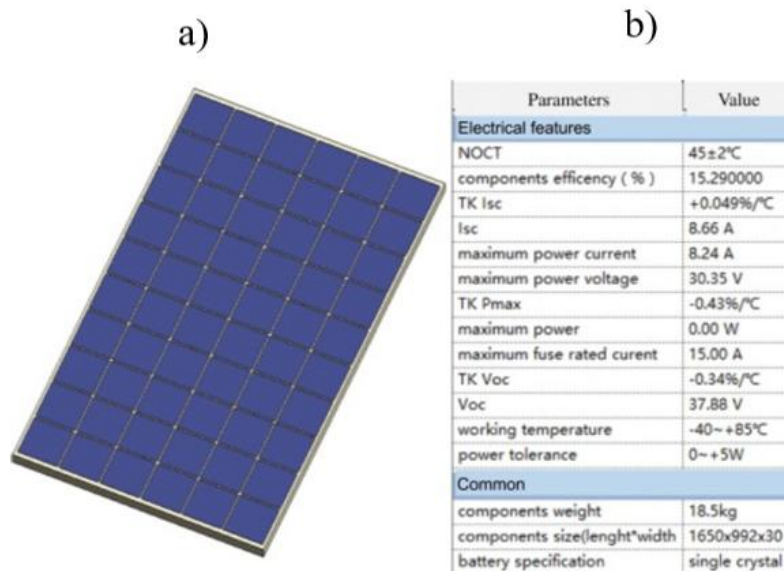 a)
b)
Parameters Value
Electrical features
NOCT 45±2℃
components efficency ( % ) 15.290000
TK Isc +0.049%/℃
Isc 8.66 A
maximum power current 8.24 A
maximum power voltage 30.35 V
TK Pmax -0.43%/℃
maximum power 0.00 W
maximum fuse rated curent 15.00 A
TK Voc -0.34%/℃
Voc 37.88 V
working temperature -40~+85℃
power tolerance 0~+5W
Common
components weight 18.5kg
components size(lenght*width 1650x992x30
battery specification single crystal